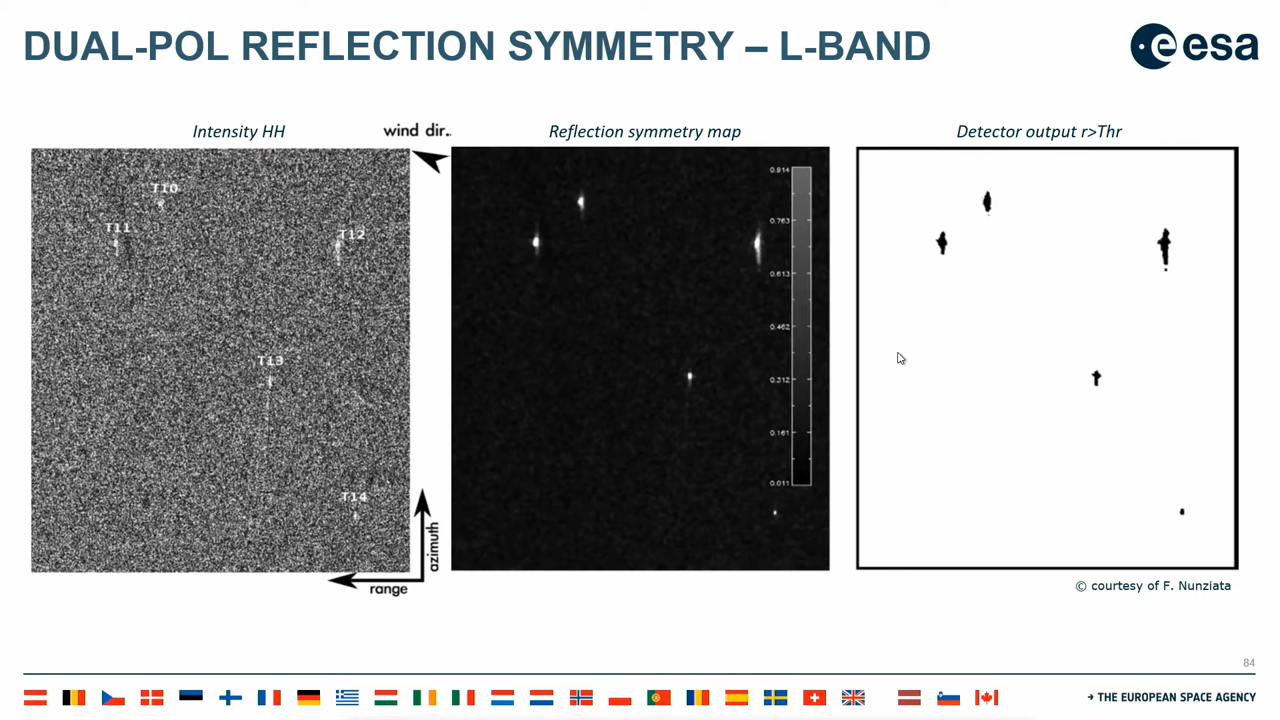 DUAL-POL REFLECTION SYMMETRY – L-BAND
esa
Intensity HH
wind dir..
Reflection symmetry map
Detector output r>Thr
T10
T11
T12
T13
T14
azimuth
range
0.914
0.763
0.613
0.462
0.312
0.161
0.011
© courtesy of F. Nunziata
84
→ THE EUROPEAN SPACE AGENCY